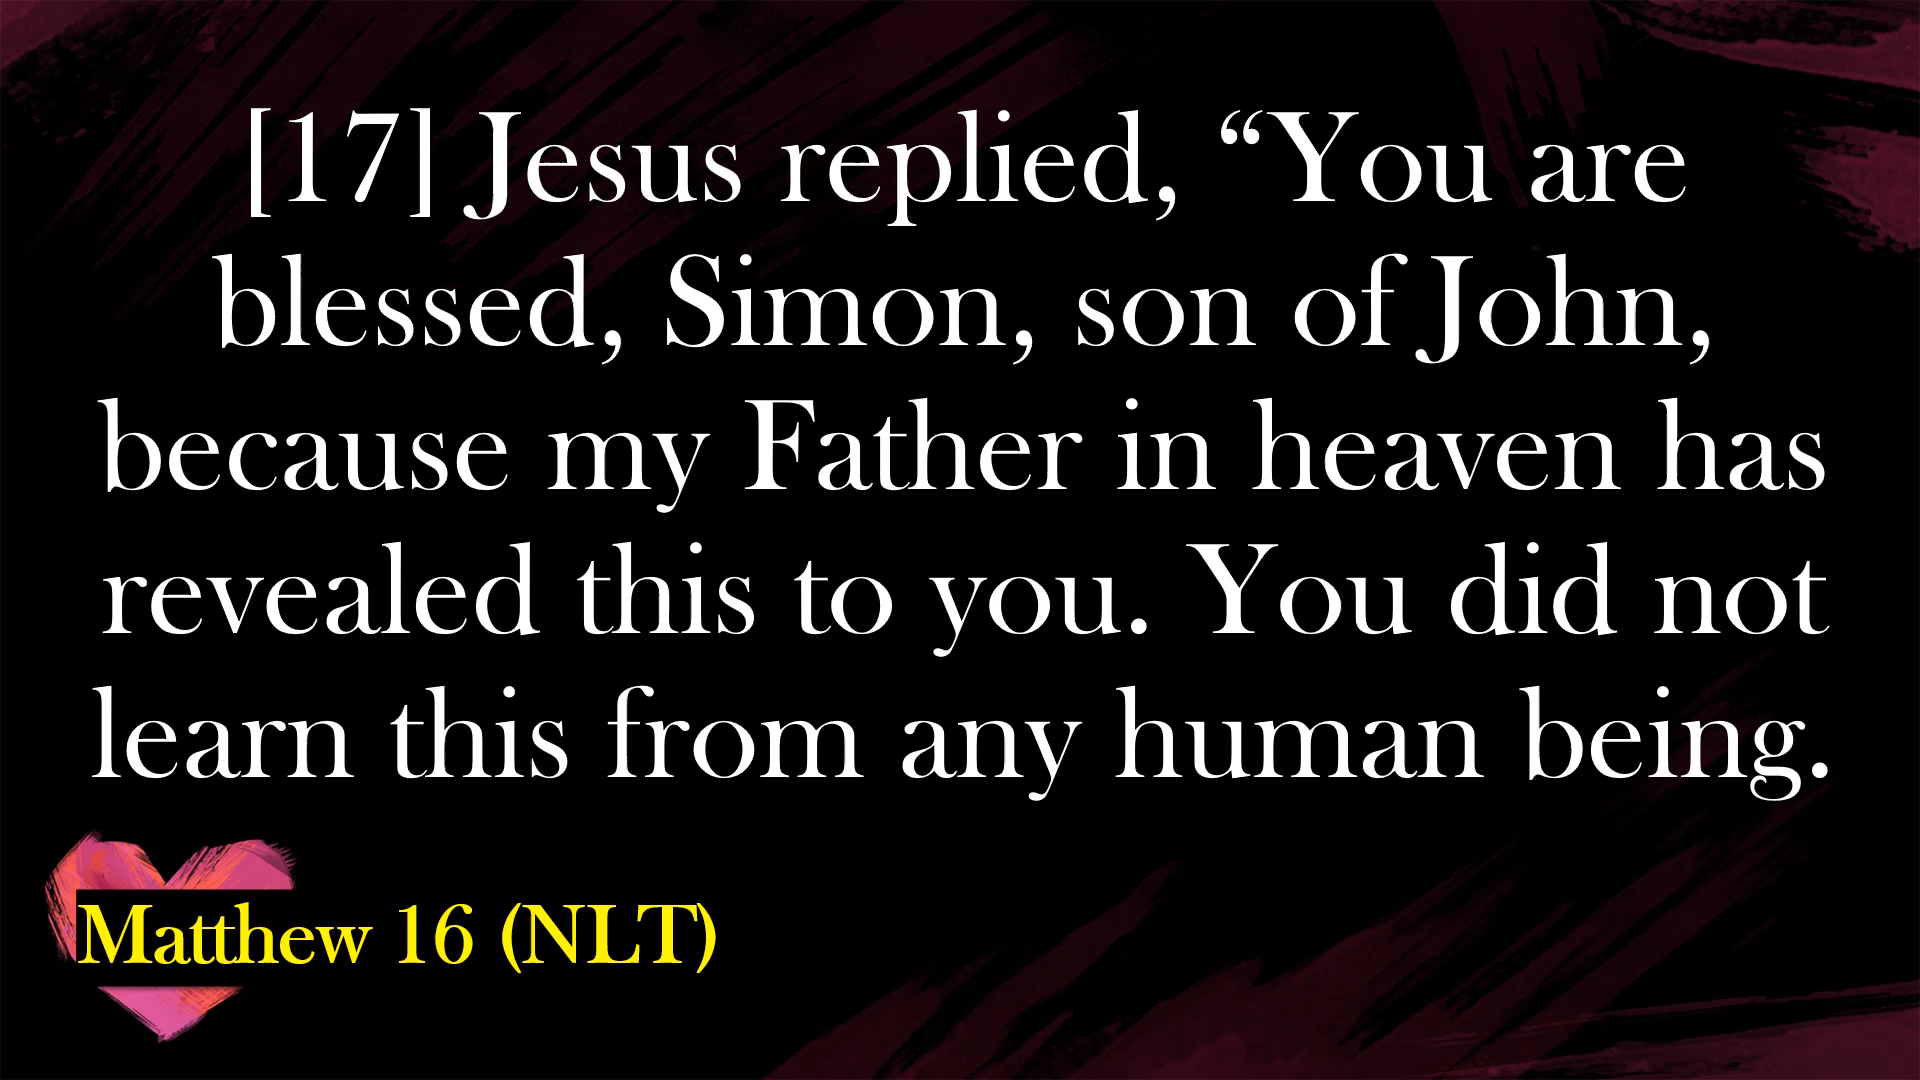 [17] Jesus replied, “You are
blessed, Simon, son of John,
because my Father in heaven has
revealed this to you. You did not
learn this from any human being.
Matthew 16 (NLT)